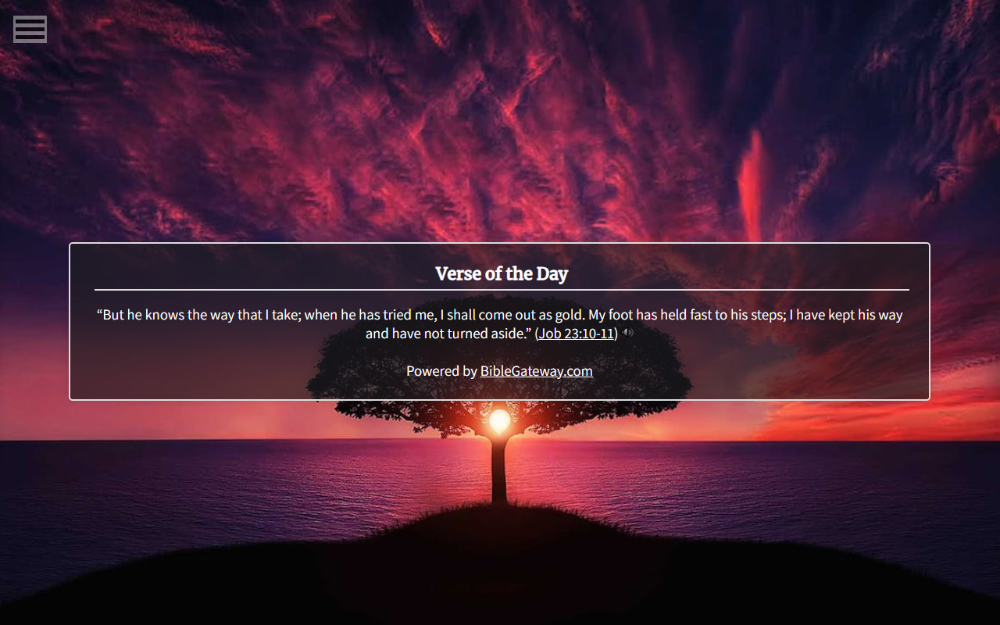 Verse of the Day
“But he knows the way that I take; when he has tried me, I shall come out as gold. My foot has held fast to his steps; I have kept his way
and have not turned aside.” (Job 23:10-11)
Powered by BibleGateway.com